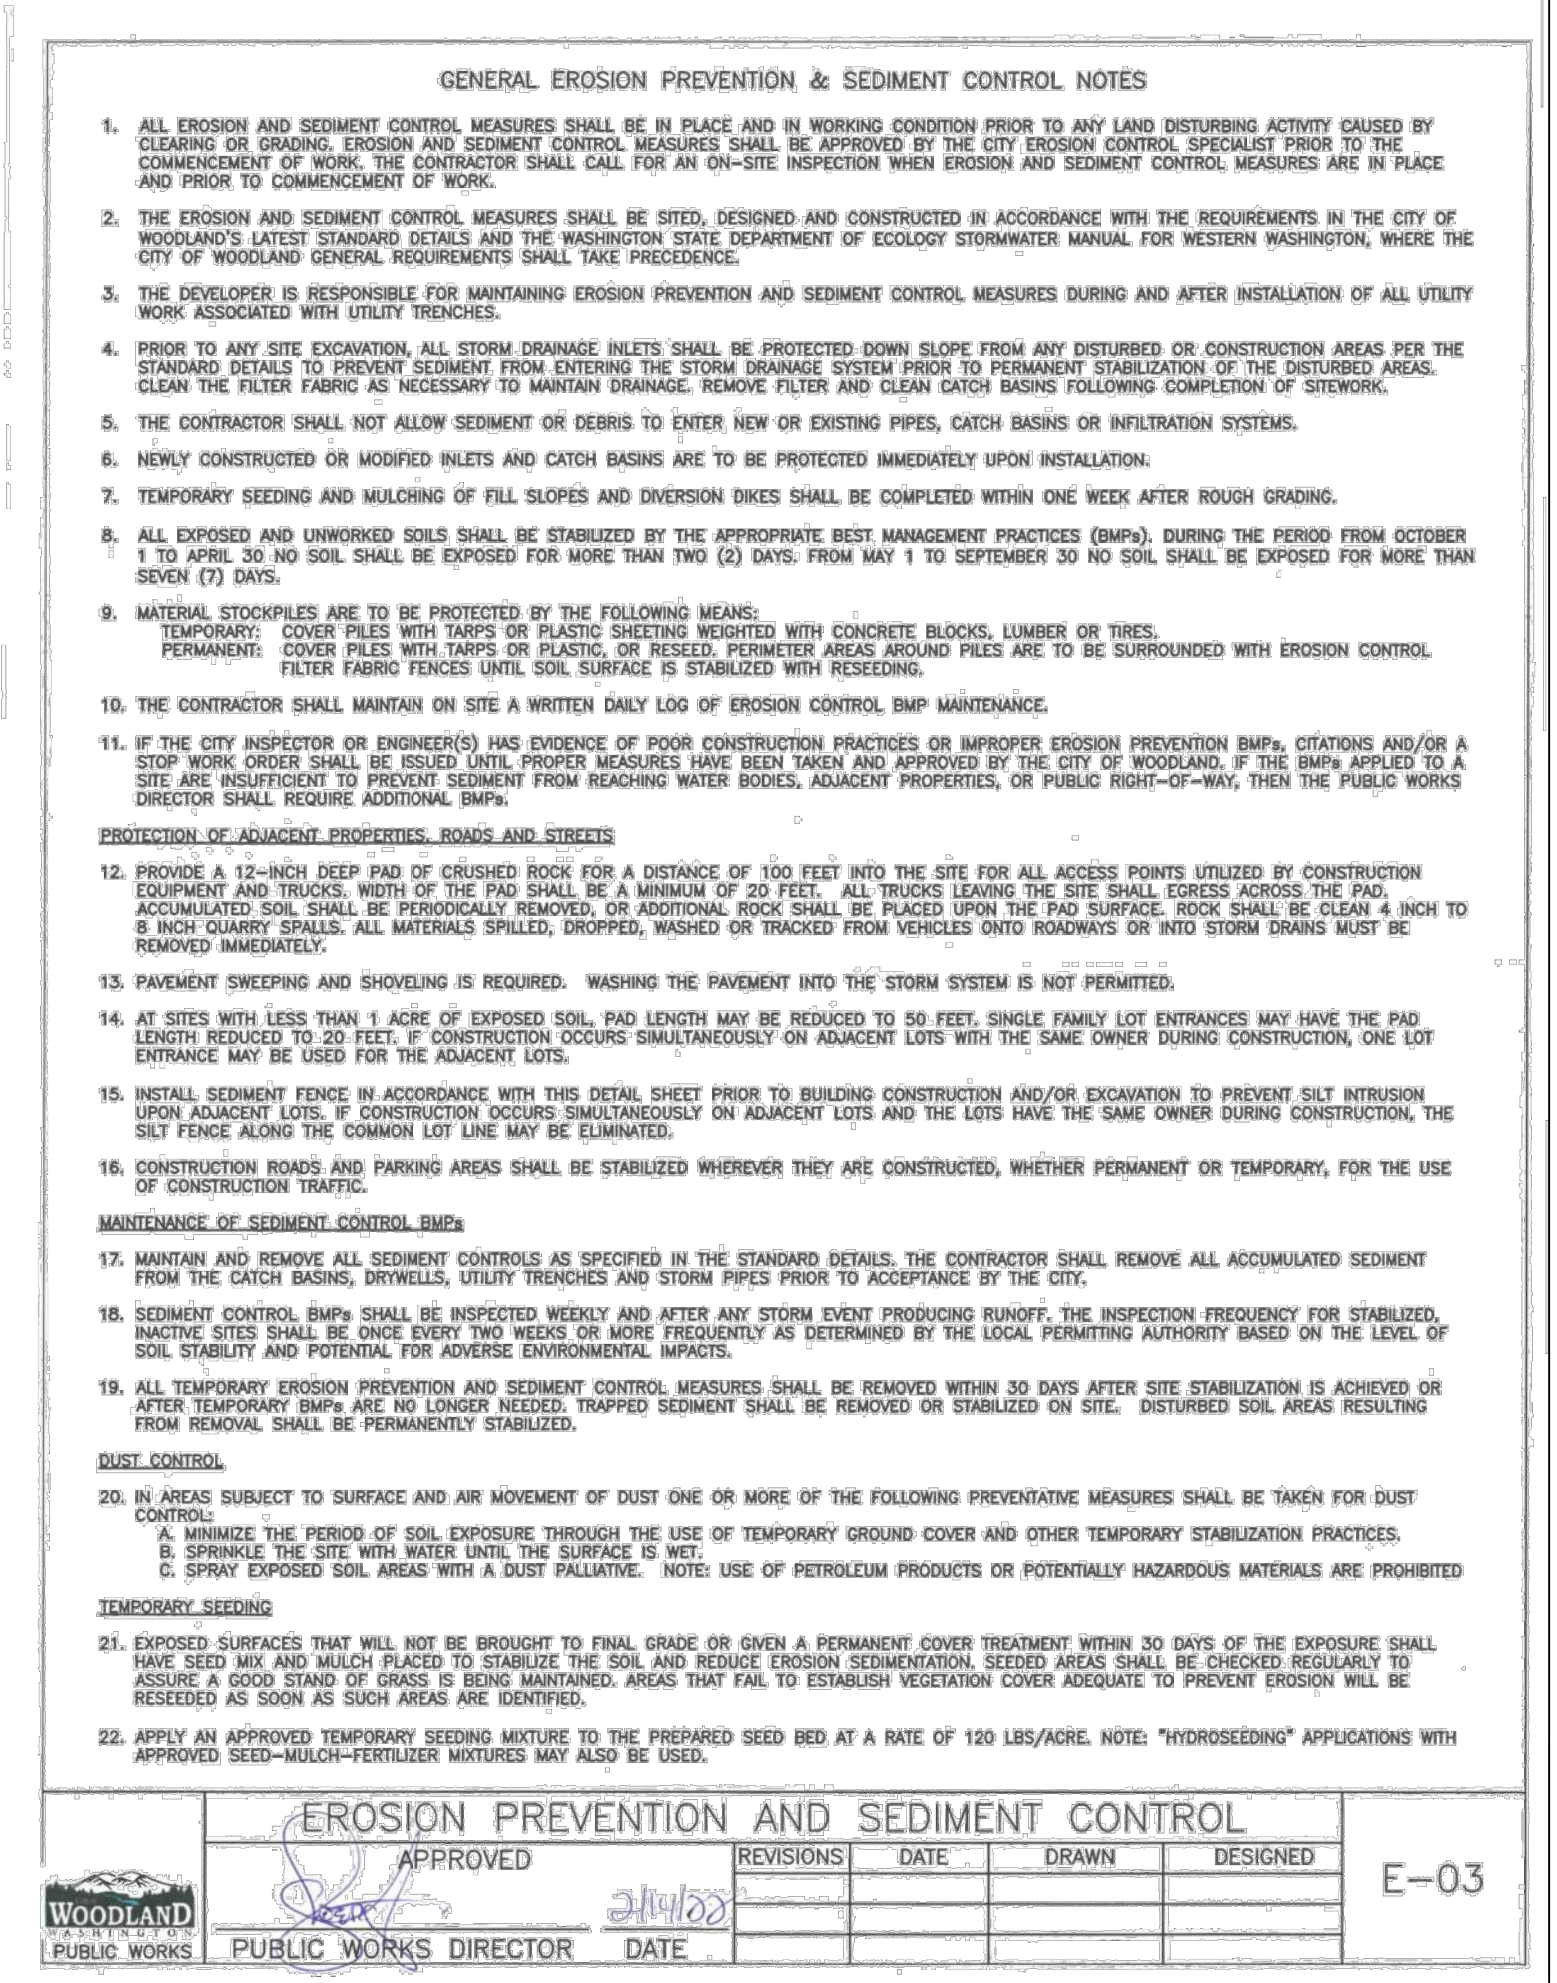 GENERAL EROSION PREVENTION & SEDIMENT CONTROL NOTES
1. ALL EROSION AND SEDIMENT CONTROL MEASURES SHALL BE IN PLACE AND IN WORKING CONDITION PRIOR TO ANY LAND DISTURBING ACTIVITY CAUSED BY
CLEARING OR GRADING. EROSION AND SEDIMENT CONTROL MEASURES SHALL BE APPROVED BY THE CITY EROSION CONTROL SPECIALIST PRIOR TO THE
COMMENCEMENT OF WORK. THE CONTRACTOR SHALL CALL FOR AN ON-SITE INSPECTION WHEN EROSION AND SEDIMENT CONTROL MEASURES ARE IN PLACE
AND PRIOR TO COMMENCEMENT OF WORK.
2. THE EROSION AND SEDIMENT CONTROL MEASURES SHALL BE SITED, DESIGNED AND CONSTRUCTED IN ACCORDANCE WITH THE REQUIREMENTS IN THE CITY OF
WOODLAND'S LATEST STANDARD DETAILS AND THE WASHINGTON STATE DEPARTMENT OF ECOLOGY STORMWATER MANUAL FOR WESTERN WASHINGTON, WHERE THE
CITY OF WOODLAND GENERAL REQUIREMENTS SHALL TAKE PRECEDENCE.
3. THE DEVELOPER IS RESPONSIBLE FOR MAINTAINING EROSION PREVENTION AND SEDIMENT CONTROL MEASURES DURING AND AFTER INSTALLATION OF ALL UTILITY
WORK ASSOCIATED WITH UTILITY TRENCHES.
4. PRIOR TO ANY SITE EXCAVATION, ALL STORM DRAINAGE INLETS SHALL BE PROTECTED DOWN SLOPE FROM ANY DISTURBED OR CONSTRUCTION AREAS PER THE
STANDARD DETAILS TO PREVENT SEDIMENT FROM ENTERING THE STORM DRAINAGE SYSTEM PRIOR TO PERMANENT STABILIZATION OF THE DISTURBED AREAS.
CLEAN THE FILTER FABRIC AS NECESSARY TO MAINTAIN DRAINAGE. REMOVE FILTER AND CLEAN CATCH BASINS FOLLOWING COMPLETION OF SITEWORK.
5. THE CONTRACTOR SHALL NOT ALLOW SEDIMENT OR DEBRIS TO ENTER NEW OR EXISTING PIPES, CATCH BASINS OR INFILTRATION SYSTEMS.
6. NEWLY CONSTRUCTED OR MODIFIED INLETS AND CATCH BASINS ARE TO BE PROTECTED IMMEDIATELY UPON INSTALLATION.
7. TEMPORARY SEEDING AND MULCHING OF FILL SLOPES AND DIVERSION DIKES SHALL BE COMPLETED WITHIN ONE WEEK AFTER ROUGH GRADING.
8. ALL EXPOSED AND UNWORKED SOILS SHALL BE STABILIZED BY THE APPROPRIATE BEST MANAGEMENT PRACTICES (BMPs). DURING THE PERIOD FROM OCTOBER
1 TO APRIL 30 NO SOIL SHALL BE EXPOSED FOR MORE THAN TWO (2) DAYS. FROM MAY 1 TO SEPTEMBER 30 NO SOIL SHALL BE EXPOSED FOR MORE THAN
SEVEN (7) DAYS.
9. MATERIAL STOCKPILES ARE TO BE PROTECTED BY THE FOLLOWING MEANS:
TEMPORARY: COVER PILES WITH TARPS OR PLASTIC SHEETING WEIGHTED WITH CONCRETE BLOCKS, LUMBER OR TIRES.
PERMANENT: COVER PILES WITH TARPS OR PLASTIC, OR RESEED. PERIMETER AREAS AROUND PILES ARE TO BE SURROUNDED WITH EROSION CONTROL
FILTER FABRIC FENCES UNTIL SOIL SURFACE IS STABILIZED WITH RESEEDING.
10. THE CONTRACTOR SHALL MAINTAIN ON SITE A WRITTEN DAILY LOG OF EROSION CONTROL BMP MAINTENANCE.
11. IF THE CITY INSPECTOR OR ENGINEER(S) HAS EVIDENCE OF POOR CONSTRUCTION PRACTICES OR IMPROPER EROSION PREVENTION BMPs, CITATIONS AND/OR A
STOP WORK ORDER SHALL BE ISSUED UNTIL PROPER MEASURES HAVE BEEN TAKEN AND APPROVED BY THE CITY OF WOODLAND. IF THE BMPs APPLIED TO A
SITE ARE INSUFFICIENT TO PREVENT SEDIMENT FROM REACHING WATER BODIES, ADJACENT PROPERTIES, OR PUBLIC RIGHT-OF-WAY, THEN THE PUBLIC WORKS
DIRECTOR SHALL REQUIRE ADDITIONAL BMPs.
PROTECTION OF ADJACENT PROPERTIES, ROADS AND STREETS
12. PROVIDE A 12-INCH DEEP PAD OF CRUSHED ROCK FOR A DISTANCE OF 100 FEET INTO THE SITE FOR ALL ACCESS POINTS UTILIZED BY CONSTRUCTION
EQUIPMENT AND TRUCKS. WIDTH OF THE PAD SHALL BE A MINIMUM OF 20 FEET. ALL TRUCKS LEAVING THE SITE SHALL EGRESS ACROSS THE PAD.
ACCUMULATED SOIL SHALL BE PERIODICALLY REMOVED, OR ADDITIONAL ROCK SHALL BE PLACED UPON THE PAD SURFACE. ROCK SHALL BE CLEAN 4 INCH TO
8 INCH QUARRY SPALLS. ALL MATERIALS SPILLED, DROPPED, WASHED OR TRACKED FROM VEHICLES ONTO ROADWAYS OR INTO STORM DRAINS MUST BE
REMOVED IMMEDIATELY.
13. PAVEMENT SWEEPING AND SHOVELING IS REQUIRED. WASHING THE PAVEMENT INTO THE STORM SYSTEM IS NOT PERMITTED.
14. AT SITES WITH LESS THAN 1 ACRE OF EXPOSED SOIL, PAD LENGTH MAY BE REDUCED TO 50 FEET. SINGLE FAMILY LOT ENTRANCES MAY HAVE THE PAD
LENGTH REDUCED TO 20 FEET. IF CONSTRUCTION OCCURS SIMULTANEOUSLY ON ADJACENT LOTS WITH THE SAME OWNER DURING CONSTRUCTION, ONE LOT
ENTRANCE MAY BE USED FOR THE ADJACENT LOTS.
15. INSTALL SEDIMENT FENCE IN ACCORDANCE WITH THIS DETAIL SHEET PRIOR TO BUILDING CONSTRUCTION AND/OR EXCAVATION TO PREVENT SILT INTRUSION
UPON ADJACENT LOTS. IF CONSTRUCTION OCCURS SIMULTANEOUSLY ON ADJACENT LOTS AND THE LOTS HAVE THE SAME OWNER DURING CONSTRUCTION, THE
SILT FENCE ALONG THE COMMON LOT LINE MAY BE ELIMINATED.
16. CONSTRUCTION ROADS AND PARKING AREAS SHALL BE STABILIZED WHEREVER THEY ARE CONSTRUCTED, WHETHER PERMANENT OR TEMPORARY, FOR THE USE
OF CONSTRUCTION TRAFFIC.
MAINTENANCE OF SEDIMENT CONTROL BMPs
17. MAINTAIN AND REMOVE ALL SEDIMENT CONTROLS AS SPECIFIED IN THE STANDARD DETAILS. THE CONTRACTOR SHALL REMOVE ALL ACCUMULATED SEDIMENT
FROM THE CATCH BASINS, DRYWELLS, UTILITY TRENCHES AND STORM PIPES PRIOR TO ACCEPTANCE BY THE CITY.
18. SEDIMENT CONTROL BMPs SHALL BE INSPECTED WEEKLY AND AFTER ANY STORM EVENT PRODUCING RUNOFF. THE INSPECTION FREQUENCY FOR STABILIZED,
INACTIVE SITES SHALL BE ONCE EVERY TWO WEEKS OR MORE FREQUENTLY AS DETERMINED BY THE LOCAL PERMITTING AUTHORITY BASED ON THE LEVEL OF
SOIL STABILITY AND POTENTIAL FOR ADVERSE ENVIRONMENTAL IMPACTS.
19. ALL TEMPORARY EROSION PREVENTION AND SEDIMENT CONTROL MEASURES SHALL BE REMOVED WITHIN 30 DAYS AFTER SITE STABILIZATION IS ACHIEVED OR
AFTER TEMPORARY BMPs ARE NO LONGER NEEDED. TRAPPED SEDIMENT SHALL BE REMOVED OR STABILIZED ON SITE. DISTURBED SOIL AREAS RESULTING
FROM REMOVAL SHALL BE PERMANENTLY STABILIZED.
DUST CONTROL
20. IN AREAS SUBJECT TO SURFACE AND AIR MOVEMENT OF DUST ONE OR MORE OF THE FOLLOWING PREVENTATIVE MEASURES SHALL BE TAKEN FOR DUST
CONTROL:
A. MINIMIZE THE PERIOD OF SOIL EXPOSURE THROUGH THE USE OF TEMPORARY GROUND COVER AND OTHER TEMPORARY STABILIZATION PRACTICES.
B. SPRINKLE THE SITE WITH WATER UNTIL THE SURFACE IS WET.
C. SPRAY EXPOSED SOIL AREAS WITH A DUST PALLIATIVE. NOTE: USE OF PETROLEUM PRODUCTS OR POTENTIALLY HAZARDOUS MATERIALS ARE PROHIBITED
TEMPORARY SEEDING
21. EXPOSED SURFACES THAT WILL NOT BE BROUGHT TO FINAL GRADE OR GIVEN A PERMANENT COVER TREATMENT WITHIN 30 DAYS OF THE EXPOSURE SHALL
HAVE SEED MIX AND MULCH PLACED TO STABILIZE THE SOIL AND REDUCE EROSION SEDIMENTATION. SEEDED AREAS SHALL BE CHECKED REGULARLY TO
ASSURE A GOOD STAND OF GRASS IS BEING MAINTAINED. AREAS THAT FAIL TO ESTABLISH VEGETATION COVER ADEQUATE TO PREVENT EROSION WILL BE
RESEEDED AS SOON AS SUCH AREAS ARE IDENTIFIED.
22. APPLY AN APPROVED TEMPORARY SEEDING MIXTURE TO THE PREPARED SEED BED AT A RATE OF 120 LBS/ACRE. NOTE: "HYDROSEEDING" APPLICATIONS WITH
APPROVED SEED-MULCH-FERTILIZER MIXTURES MAY ALSO BE USED.
EROSION PREVENTION AND SEDIMENT CONTROL
APPROVED
REVISIONS DATE DRAWN DESIGNED
E-03
2/14/22
WOODLAND
WASHINGTON
PUBLIC WORKS
PUBLIC WORKS DIRECTOR DATE